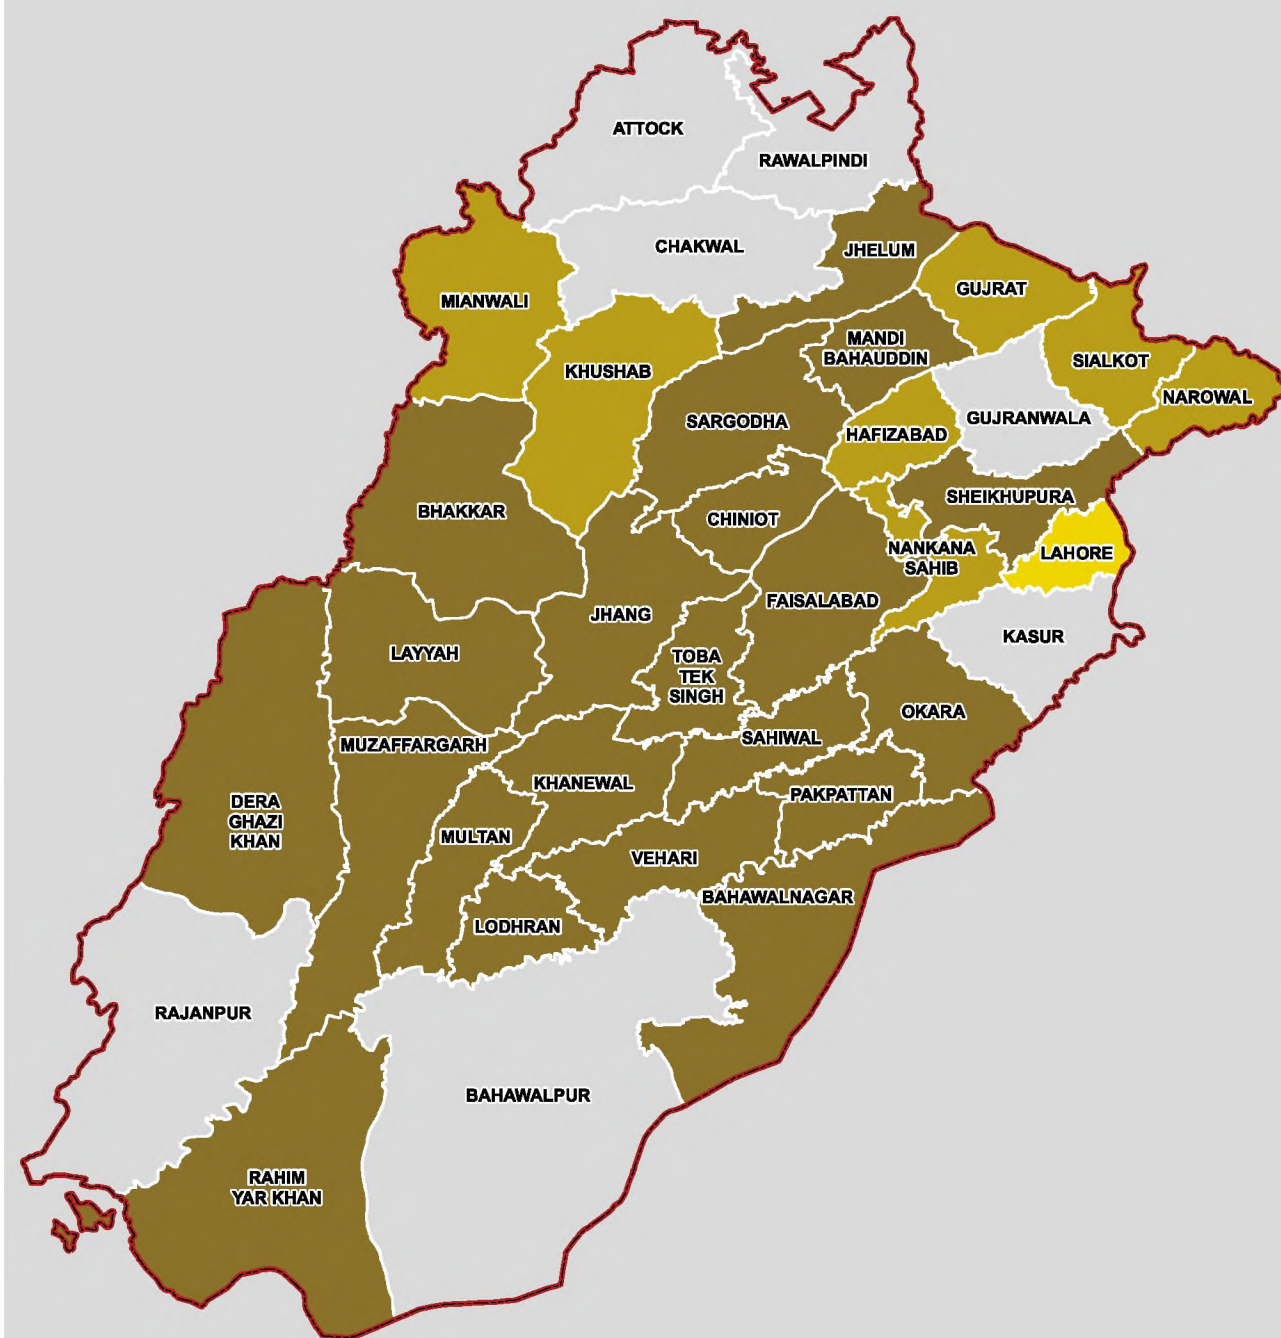 ATTOCK
RAWALPINDI
CHAKWAL
JHELUM
MIANWALI
GUJRAT
MANDI
BAHAUDDIN
KHUSHAB
SIALKOT
NAROWAL
SARGODHA
HAFIZABAD
GUJRANWALA
SHEIKHUPURA
BHAKKAR
CHINIOT
NANKANA
SAHIB
LAHORE
FAISALABAD
JHANG
KASUR
LAYYAH
TOBA
TEK
SINGH
OKARA
MUZAFFARGARH
SAHIWAL
KHANEWAL
PAKPATTAN
DERA
GHAZI
KHAN
MULTAN
VEHARI
BAHAWALNAGAR
LODHRAN
RAJANPUR
BAHAWALPUR
RAHIM
YAR KHAN